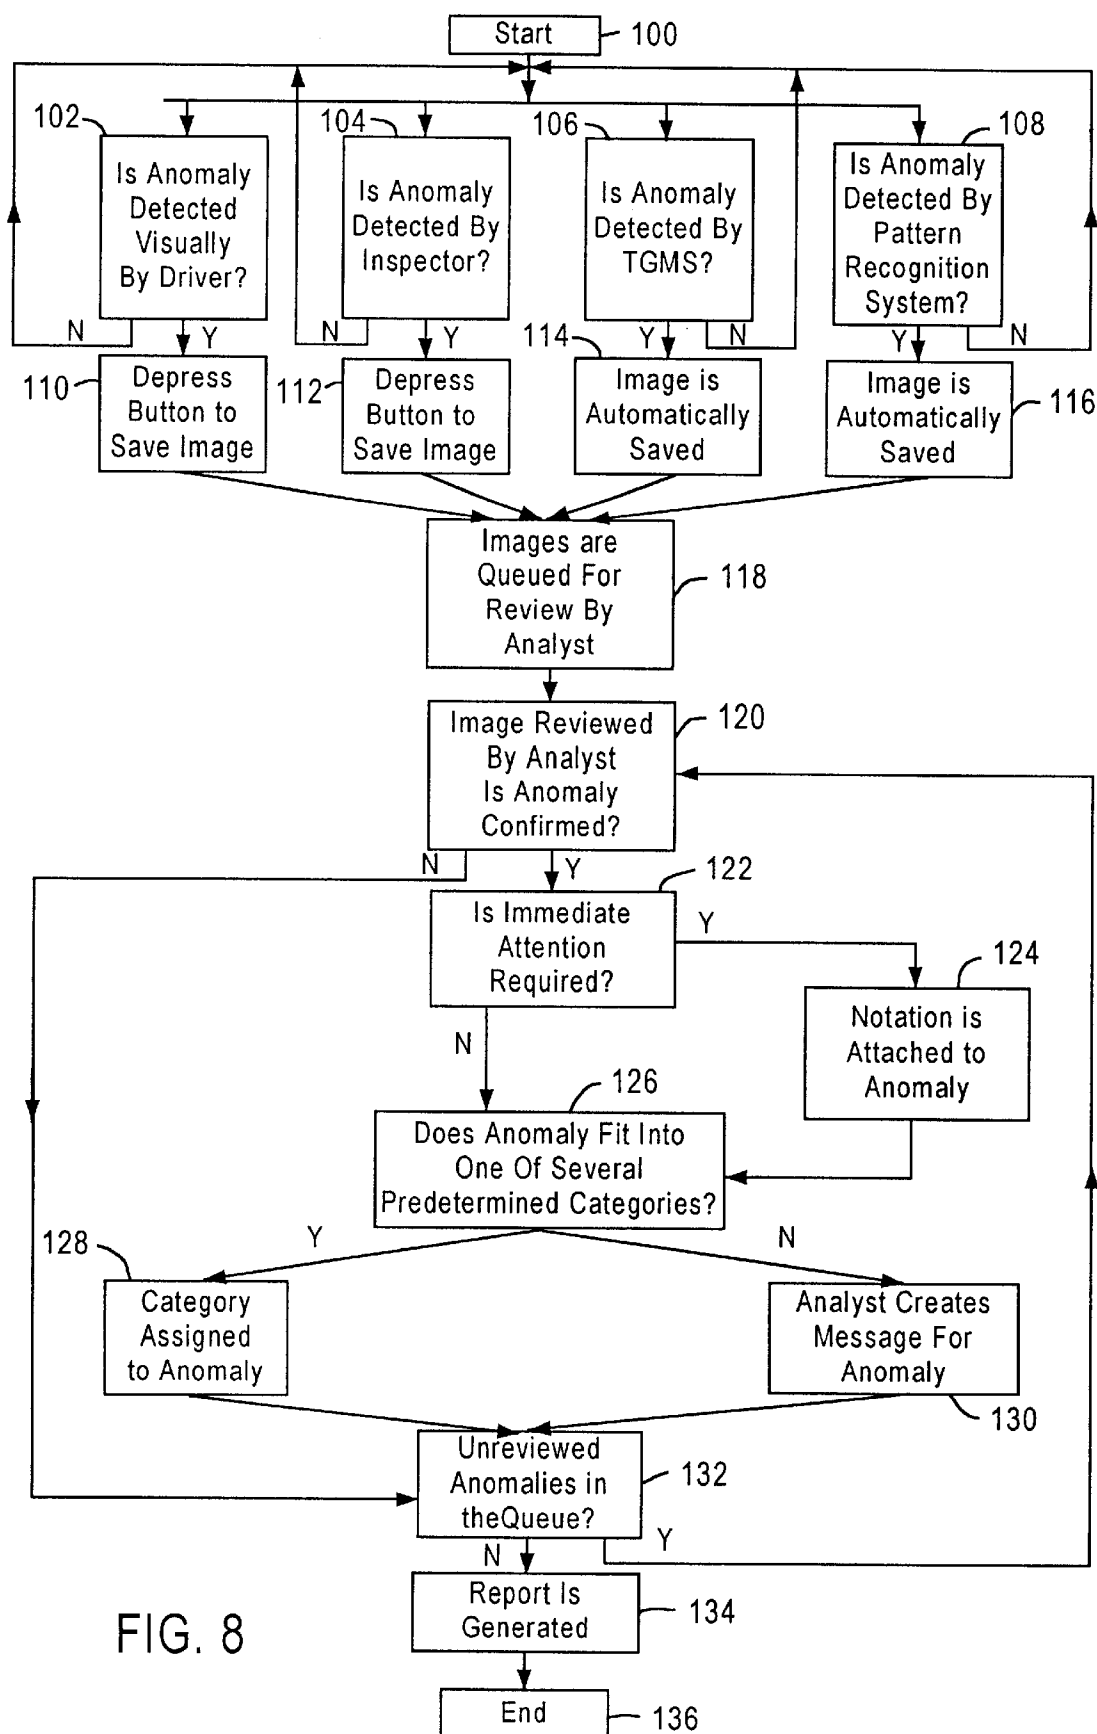 Start
100
102
104
106
108
Is Anomaly
Detected
Visually
By Driver?
Is Anomaly
Detected By
Inspector?
Is Anomaly
Detected By
TGMS?
Is Anomaly
Detected By
Pattern
Recognition
System?
N
Y
N
Y
Y
N
Y
N
110
Depress
Button to
Save Image
112
Depress
Button to
Save Image
114
Image is
Automatically
Saved
Image is
Automatically
Saved
116
Images are
Queued For
Review By
Analyst
118
Image Reviewed
By Analyst
Is Anomaly
Confirmed?
120
N
Y
Is Immediate
Attention
Required?
122
Y
N
Notation is
Attached to
Anomaly
124
126
Does Anomaly Fit Into
One Of Several
Predetermined Categories?
Y
N
128
Category
Assigned
to Anomaly
Analyst Creates
Message For
Anomaly
130
Unreviewed
Anomalies in
theQueue?
132
N
Y
Report Is
Generated
134
FIG. 8
End
136